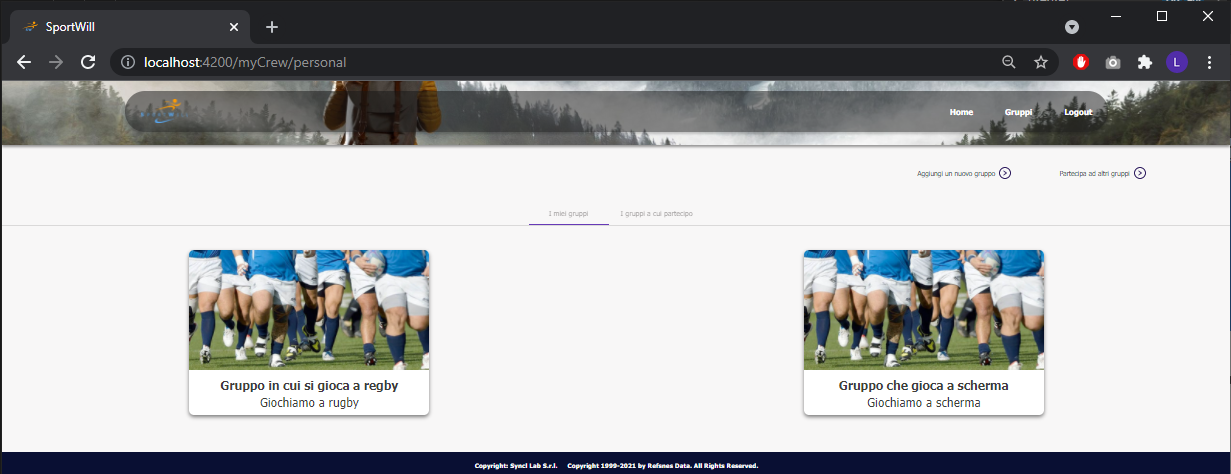 SportWill
localhost:4200/myCrew/personal
L
Home Gruppi Logout
Aggiungi un nuovo gruppo Partecipa ad altri gruppi
I miei gruppi I gruppi a cui partecipo
Gruppo in cui si gioca a regby
Giochiamo a rugby
Gruppo che gioca a scherma
Giochiamo a scherma
Copyright: Syncl Lab S.r.l. Copyright 1999-2021 by Refsnes Data. All Rights Reserved.